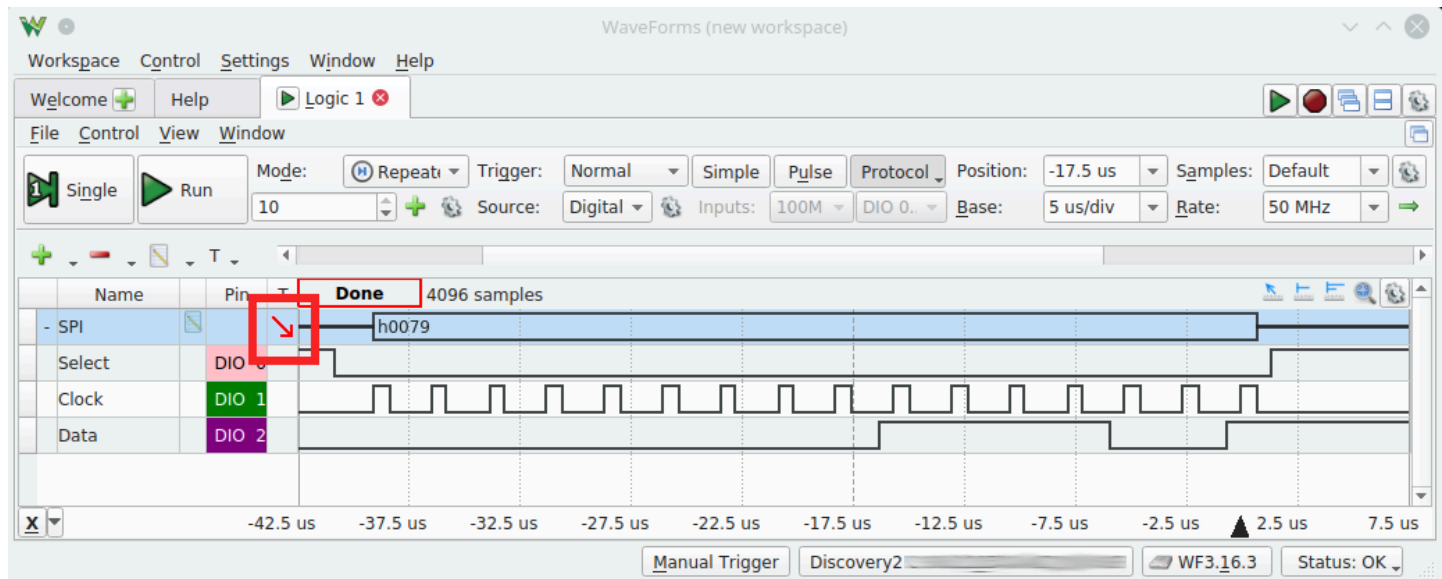 WaveForms (new workspace)
Workspace Control Settings Window Help
Welcome Help Logic 1
File Control View Window
Single Run Mode: Repeate Trigger: Normal Simple Pulse Protocol Position: -17.5 us Samples: Default
10 Source: Digital Inputs: 100M DIO 0.. Base: 5 us/div Rate: 50 MHz
T
Name Pin T Done 4096 samples
- SPI h0079
Select DIO 0
Clock DIO 1
Data DIO 2
X -42.5 us -37.5 us -32.5 us -27.5 us -22.5 us -17.5 us -12.5 us -7.5 us -2.5 us 2.5 us 7.5 us
Manual Trigger Discovery2 WF3.16.3 Status: OK